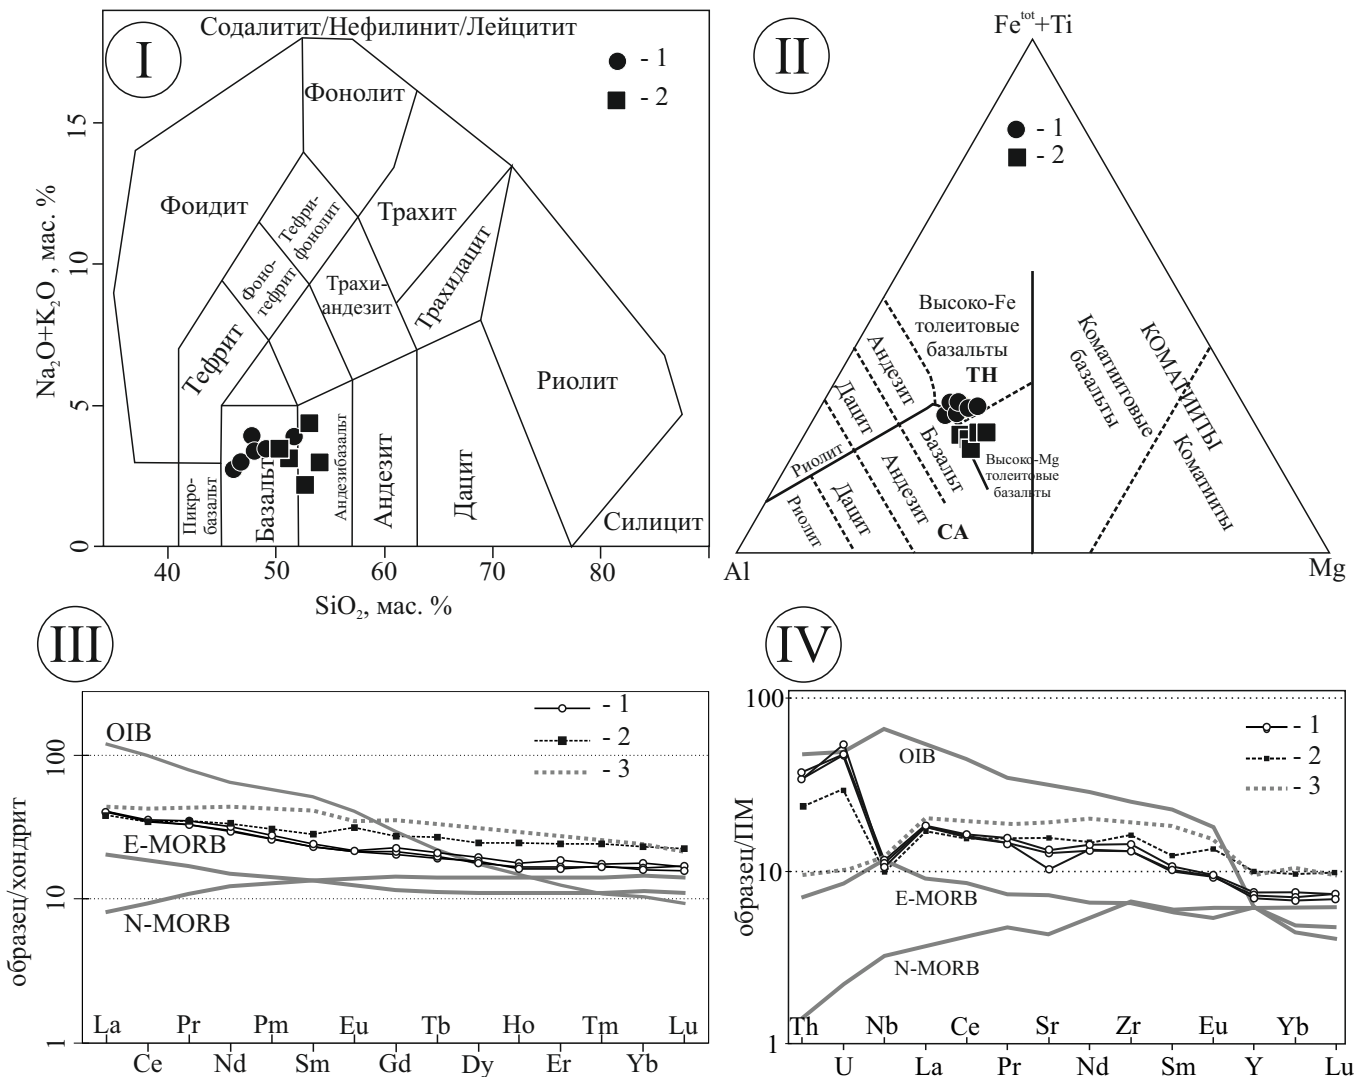 I
Содалитит/Нефилинит/Лейцитит
- 1
- 2
Фонолит
Фоидит
Тефри-
фонолит
Трахит
Фоно-
тефрит
Трахи-
андезит
Трахидацит
Тефрит
Риолит
Пикро-
базальт
Базальт
Андезибазальт
Андезит
Дацит
Силицит
Na₂O+K₂O , мас. %
15
10
5
0
40
50
60
70
80
SiO₂, мас. %
II
Feᵗᵒᵗ+Ti
- 1
- 2
Высоко-Fe
толеитовые
базальты
TH
Андезит
Дацит
Риолит
Базальт
Андезит
Дацит
Риолит
CA
Высоко-Mg
толеитовые
базальты
Коматиитовые
базальты
КОМАТИИТЫ
Коматииты
Al
Mg
III
образец/хондрит
100
10
1
OIB
E-MORB
N-MORB
- 1
- 2
- 3
La
Pr
Pm
Eu
Tb
Ho
Tm
Lu
Ce
Nd
Sm
Gd
Dy
Er
Yb
IV
образец/ПМ
100
10
1
OIB
E-MORB
N-MORB
- 1
- 2
- 3
Th
Nb
Ce
Sr
Zr
Eu
Yb
U
La
Pr
Nd
Sm
Y
Lu